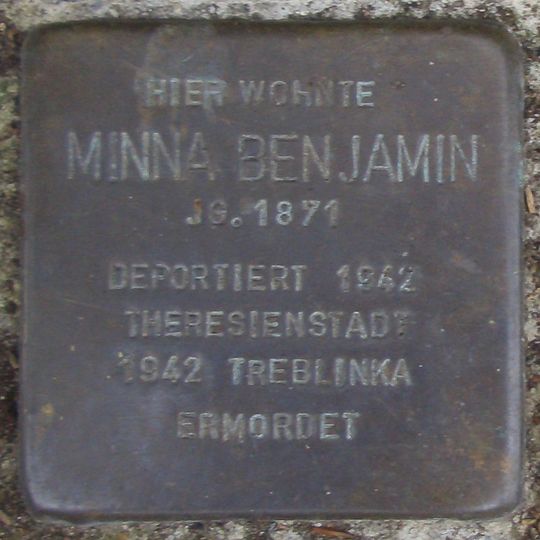 HIER WOHNTE
MINNA BENJAMIN
JG. 1871
DEPORTIERT 1942
THERESIENSTADT
1942 TREBLINKA
ERMORDET